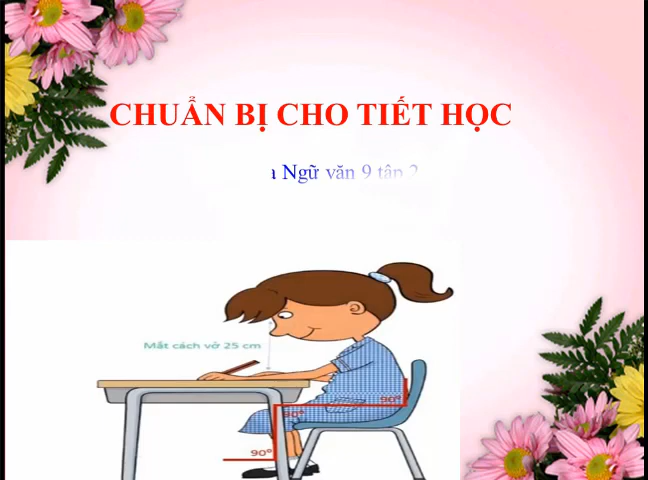 CHUẨN BỊ CHO TIẾT HỌC
Ngữ văn 9 tập 2
Mắt cách vở 25 cm
90°
90°
90°